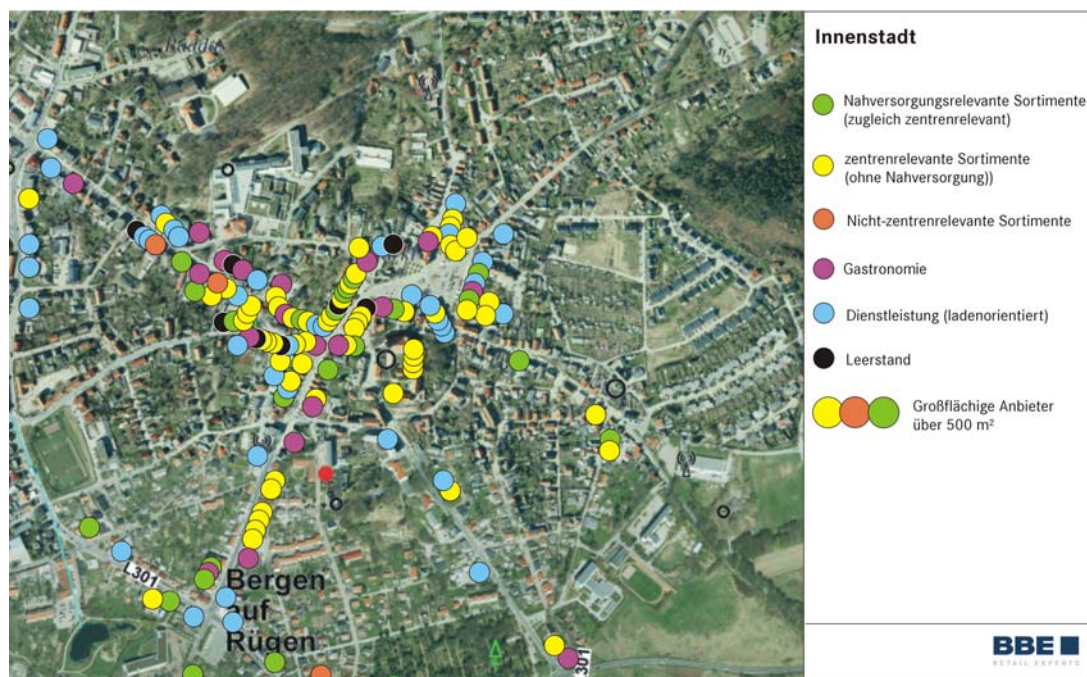 Innenstadt
Nahversorgungsrelevante Sortimente
(zugleich zentrenrelevant)
zentrenrelevante Sortimente
(ohne Nahversorgung))
Nicht-zentrenrelevante Sortimente
Gastronomie
Dienstleistung (ladenorientiert)
Leerstand
Großflächige Anbieter
über 500 m²
L301
Bergen
auf
Rügen
301
BBE
RETAIL EXPERTS